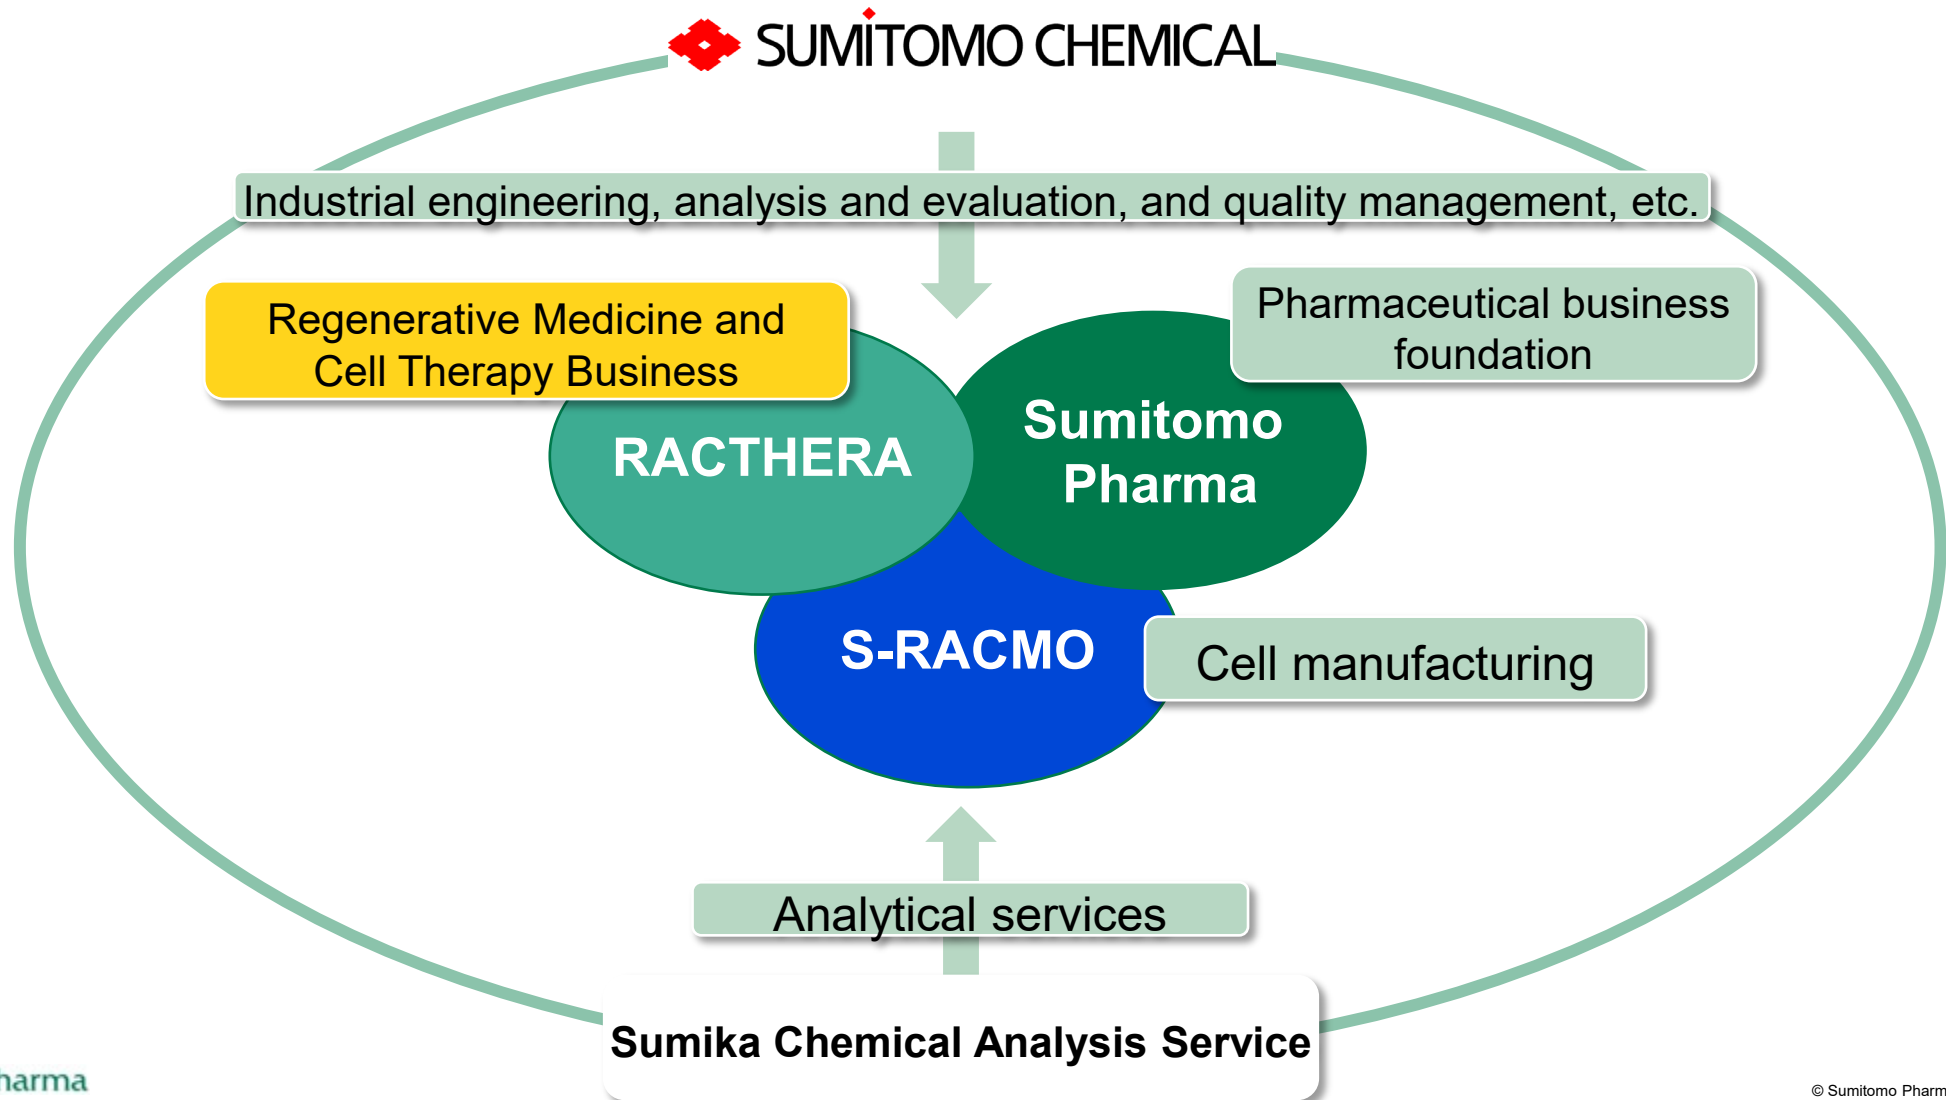 SUMITOMO CHEMICAL
Industrial engineering, analysis and evaluation, and quality management, etc.
Regenerative Medicine and
Cell Therapy Business
Pharmaceutical business
foundation
RACTHERA
Sumitomo
Pharma
S-RACMO
Cell manufacturing
Analytical services
Sumika Chemical Analysis Service
harma
© Sumitomo Pharm